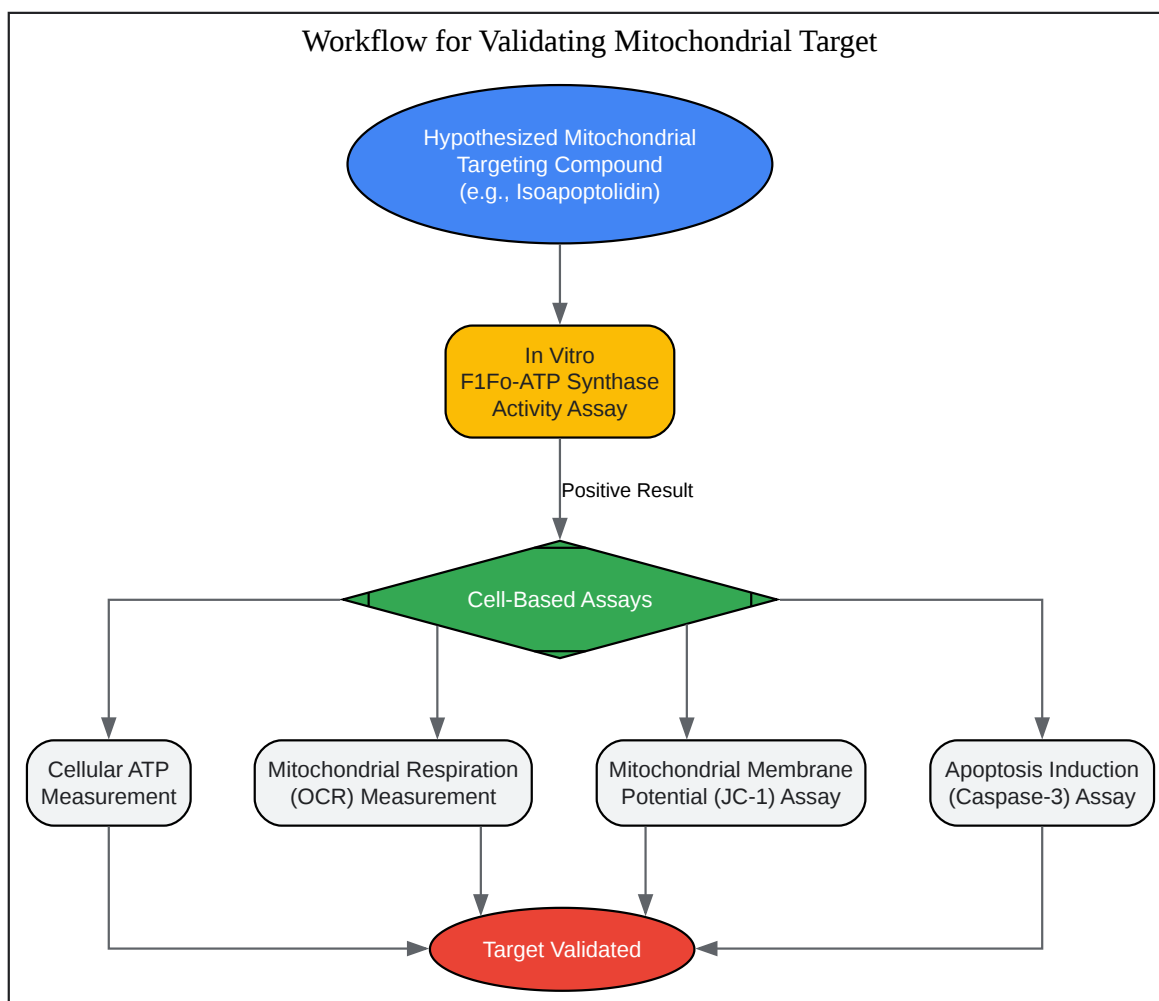 Workflow for Validating Mitochondrial Target
Hypothesized Mitochondrial
Targeting Compound
(e.g., Isoapoptolidin)
In Vitro
F1Fo-ATP Synthase
Activity Assay
Positive Result
Cell-Based Assays
Cellular ATP
Measurement
Mitochondrial Respiration
(OCR) Measurement
Mitochondrial Membrane
Potential (JC-1) Assay
Apoptosis Induction
(Caspase-3) Assay
Target Validated